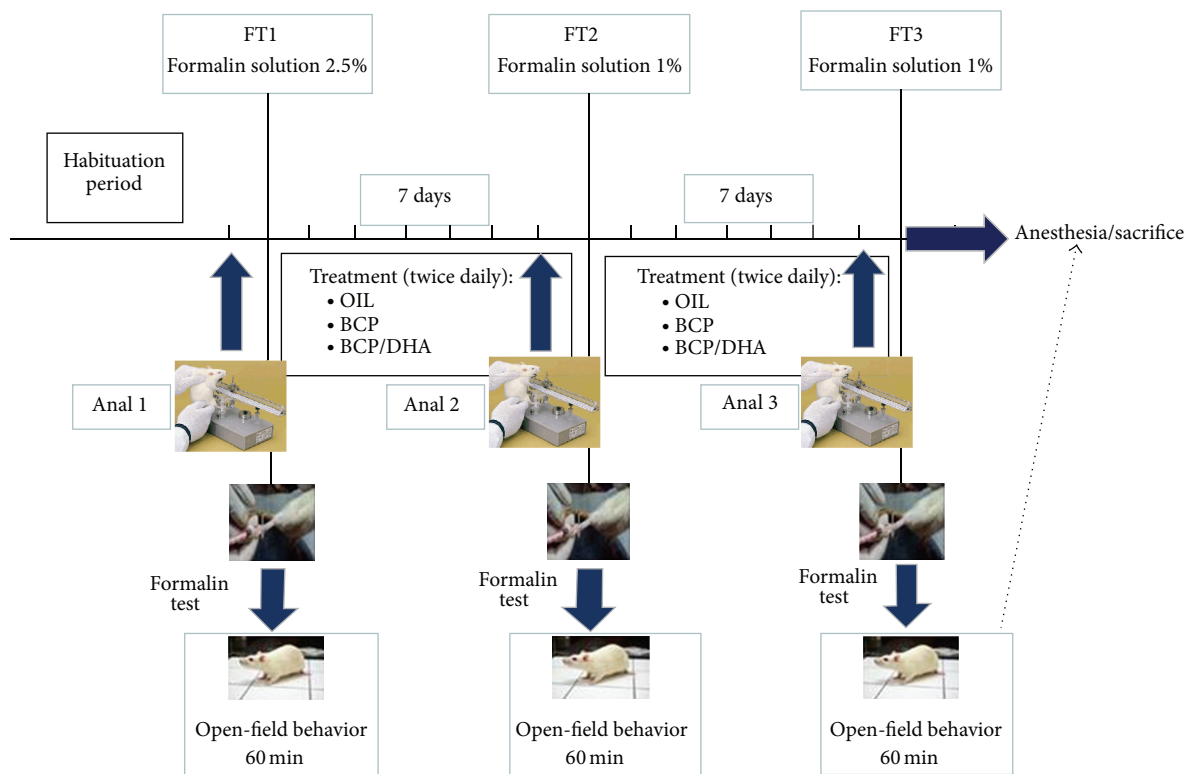 FT1
Formalin solution 2.5%
FT2
Formalin solution 1%
FT3
Formalin solution 1%
Habituation
period
7 days
7 days
Anesthesia/sacrifice
Treatment (twice daily):
• OIL
• BCP
• BCP/DHA
Treatment (twice daily):
• OIL
• BCP
• BCP/DHA
Anal 1
Anal 2
Anal 3
Formalin
test
Formalin
test
Formalin
test
Open-field behavior
60 min
Open-field behavior
60 min
Open-field behavior
60 min